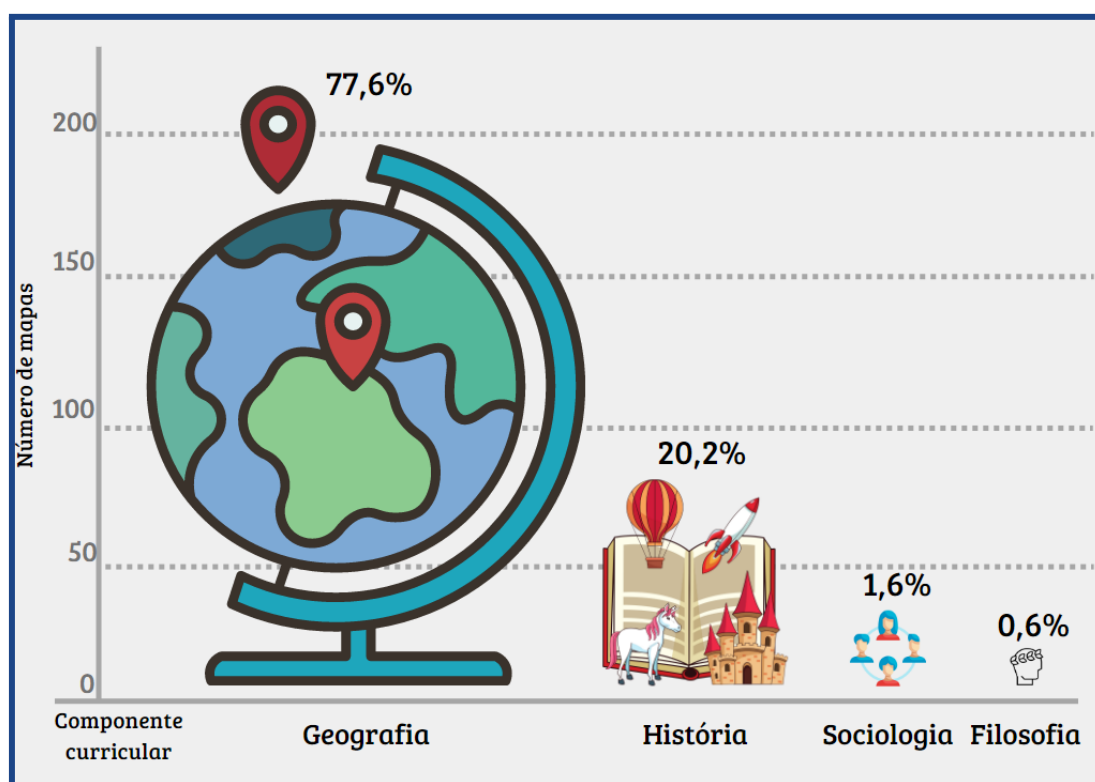 77,6%
200
150
Número de mapas
100
20,2%
50
1,6%
0,6%
0
Componente
curricular
Geografia
História
Sociologia
Filosofia